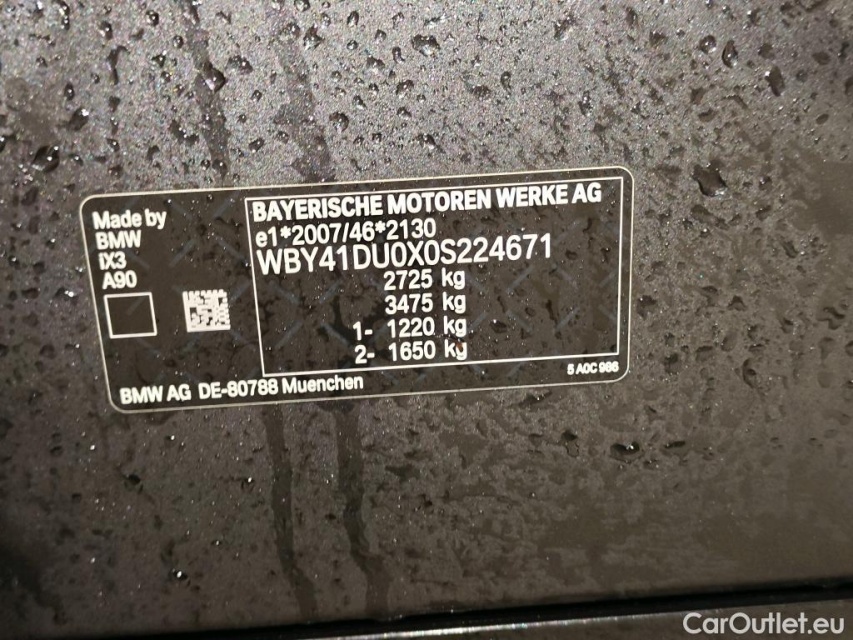 Made by
BMW
IX3
A90
BAYERISCHE MOTOREN WERKE AG
e1*2007/46*2130
WBY41DU0X0S224671
2725 kg
3475 kg
1- 1220 kg
2- 1650 kg
BMW AG DE-80788 Muenchen
5 A0C 986
CarOutlet.eu